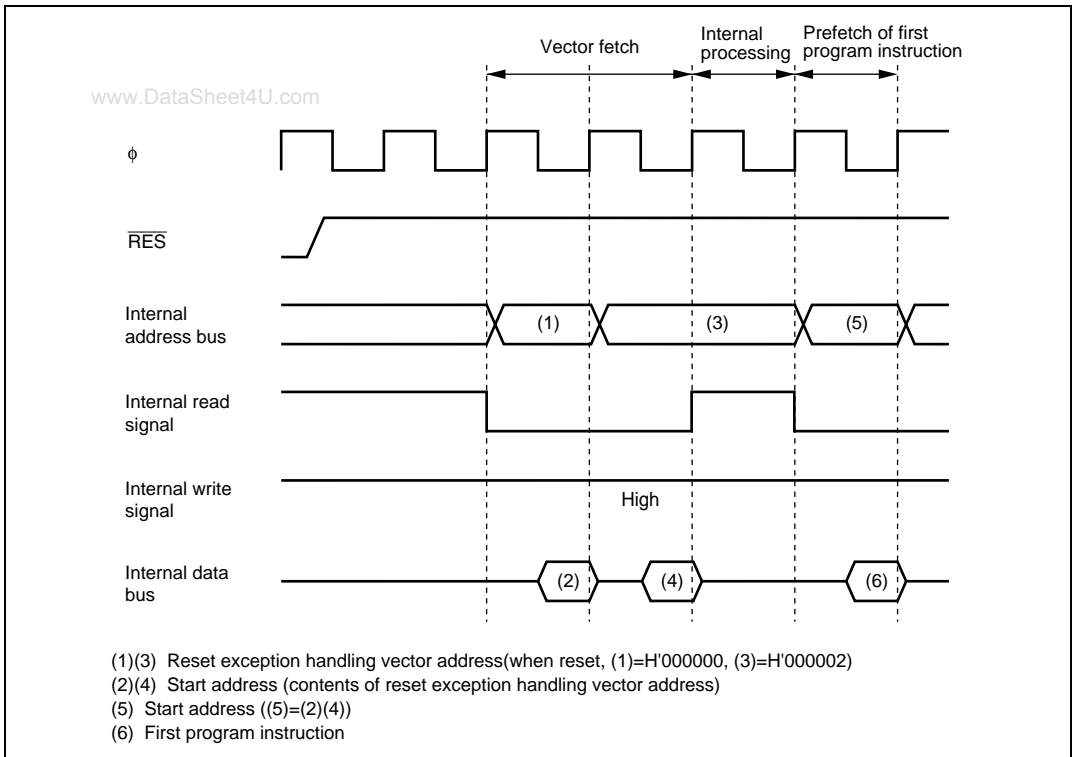 Vector fetch
Internal
processing
Prefetch of first
program instruction
www.DataSheet4U.com
ϕ
RES
Internal
address bus
(1)
(3)
(5)
Internal read
signal
Internal write
signal
High
Internal data
bus
(2)
(4)
(6)
(1)(3) Reset exception handling vector address(when reset, (1)=H'000000, (3)=H'000002)
(2)(4) Start address (contents of reset exception handling vector address)
(5) Start address ((5)=(2)(4))
(6) First program instruction